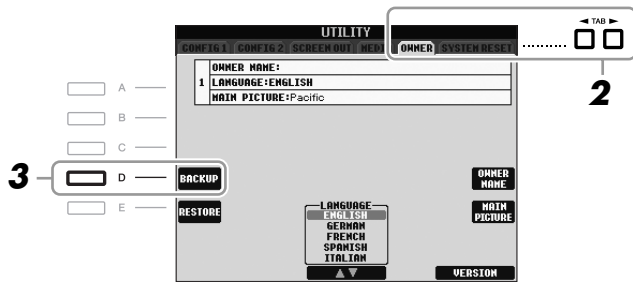 ◄ TAB ►
UTILITY
CONFIG 1 CONFIG 2 SCREEN OUT MEDIA OWNER SYSTEM RESET
2
OWNER NAME:
1 LANGUAGE:ENGLISH
MAIN PICTURE:Pacific
A
B
C
3 D BACKUP OWNER NAME
E RESTORE MAIN PICTURE
LANGUAGE
ENGLISH
GERMAN
FRENCH
SPANISH
ITALIAN
▲▼ VERSION